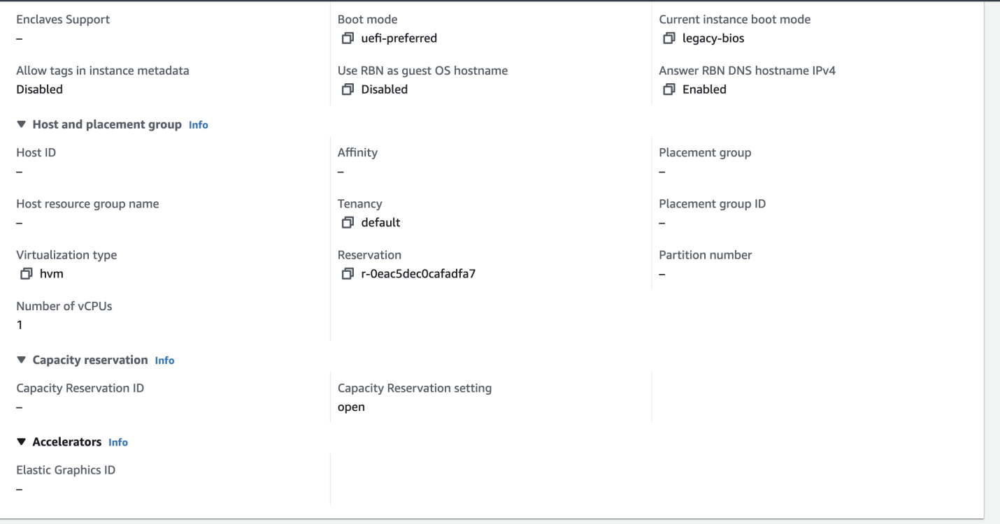 Enclaves Support
–
Boot mode
uefi-preferred
Current instance boot mode
legacy-bios
Allow tags in instance metadata
Disabled
Use RBN as guest OS hostname
Disabled
Answer RBN DNS hostname IPv4
Enabled
Host and placement group Info
Host ID
–
Affinity
–
Placement group
–
Host resource group name
–
Tenancy
default
Placement group ID
–
Virtualization type
hvm
Reservation
r-0eac5dec0cafadfa7
Partition number
–
Number of vCPUs
1
Capacity reservation Info
Capacity Reservation ID
–
Capacity Reservation setting
open
Accelerators Info
Elastic Graphics ID
–